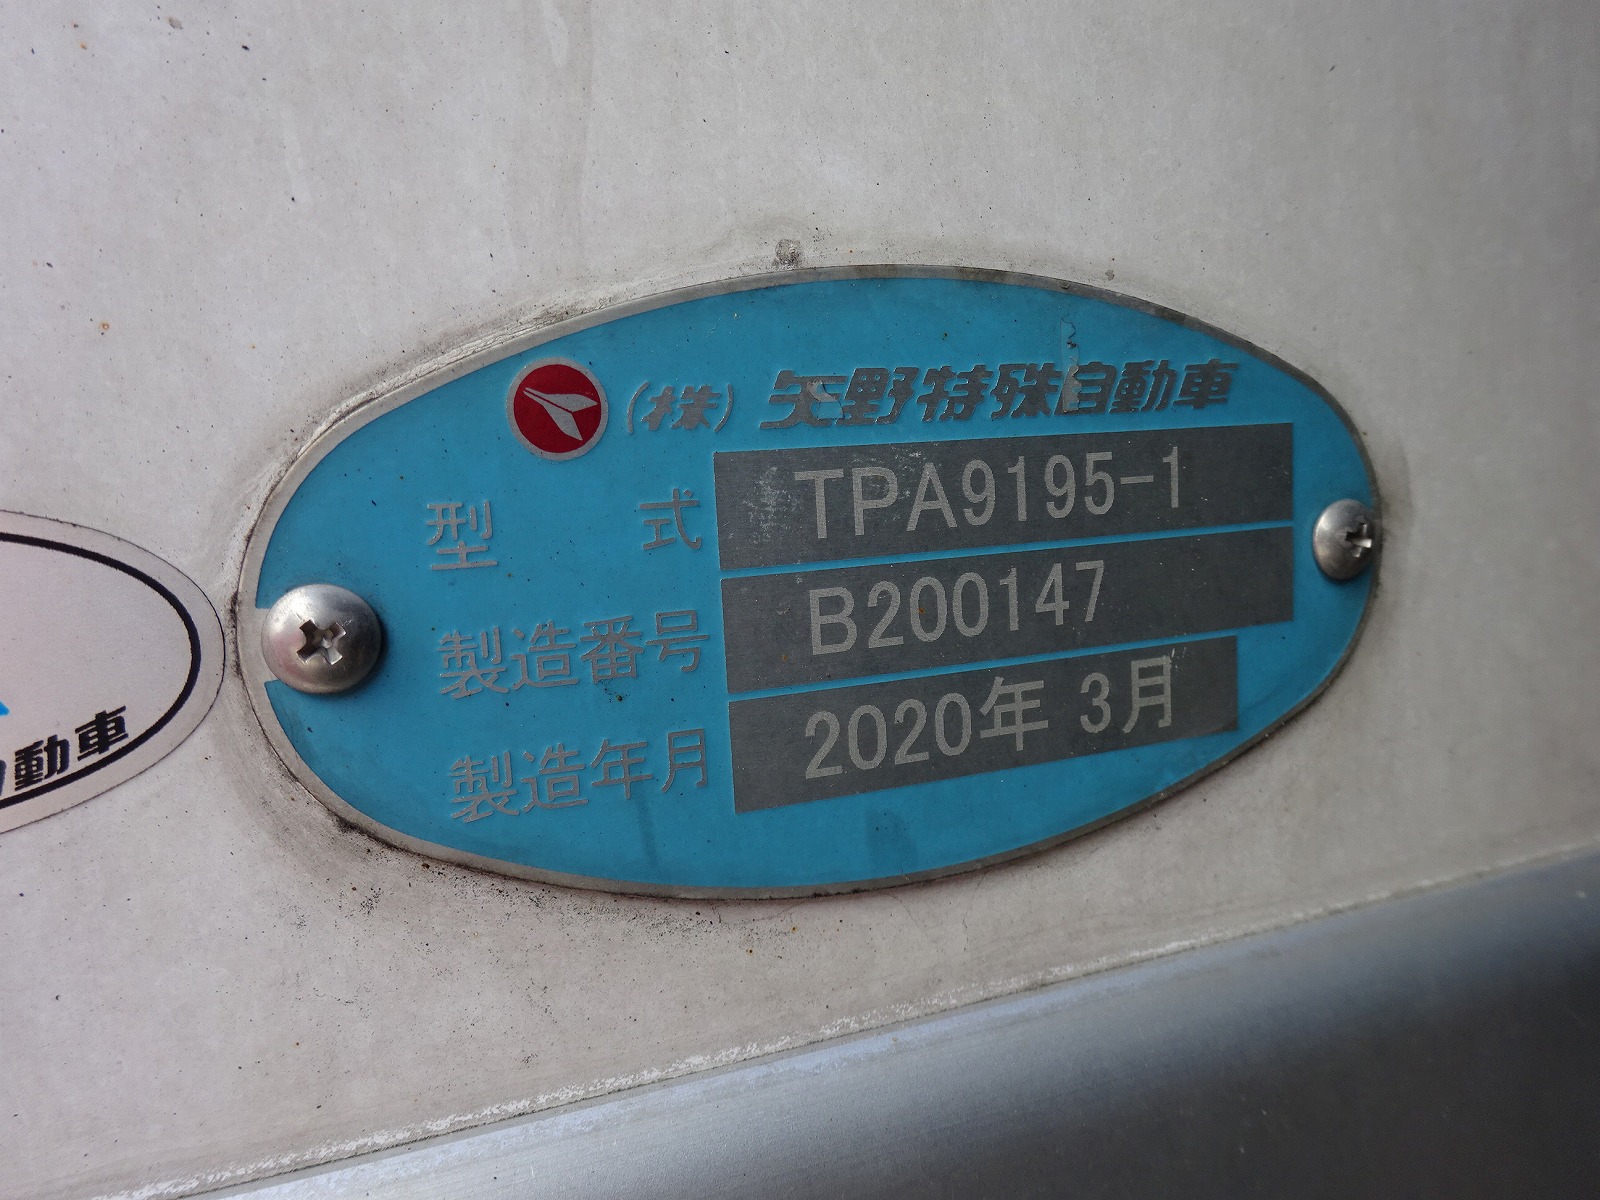 (株) 矢野特殊自動車
型式 TPA9195-1
製造番号 B200147
製造年月 2020年 3月
動車